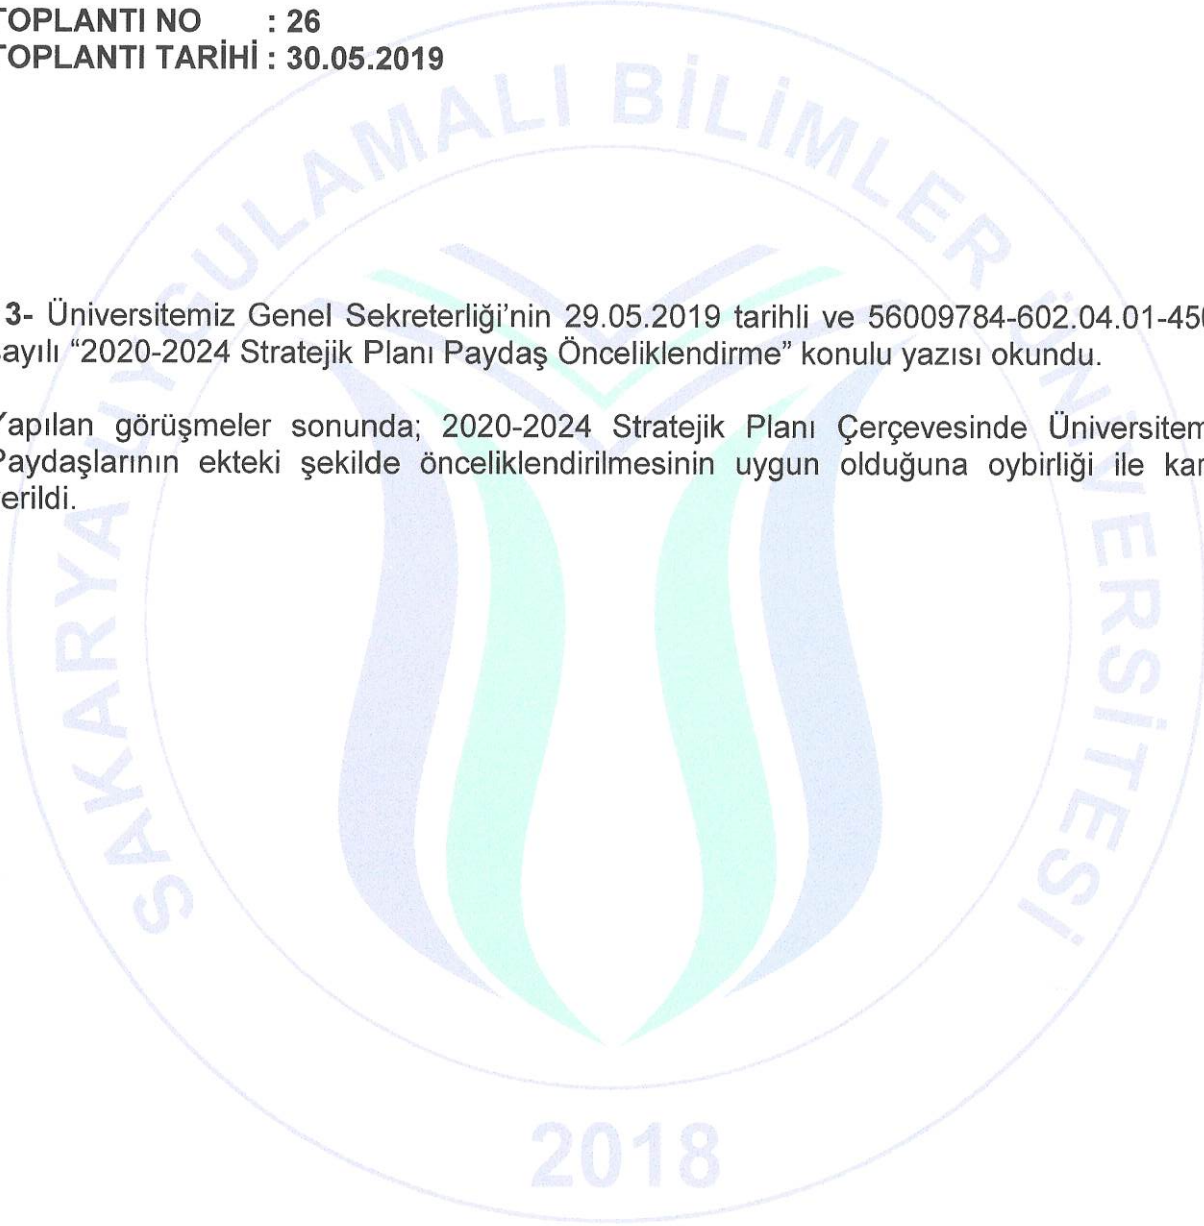 TOPLANTI NO : 26
TOPLANTI TARİHİ : 30.05.2019
3- Üniversitemiz Genel Sekreterliği'nin 29.05.2019 tarihli ve 56009784-602.04.01-450
sayılı “2020-2024 Stratejik Planı Paydaş Önceliklendirme” konulu yazısı okundu.
Yapılan görüşmeler sonunda; 2020-2024 Stratejik Planı Çerçevesinde Üniversitem
Paydaşlarının ekteki şekilde önceliklendirilmesinin uygun olduğuna oybirliği ile kar
verildi.
SAKARYA UYGULAMALI BİLİMLER ÜNİVERSİTESİ
2018